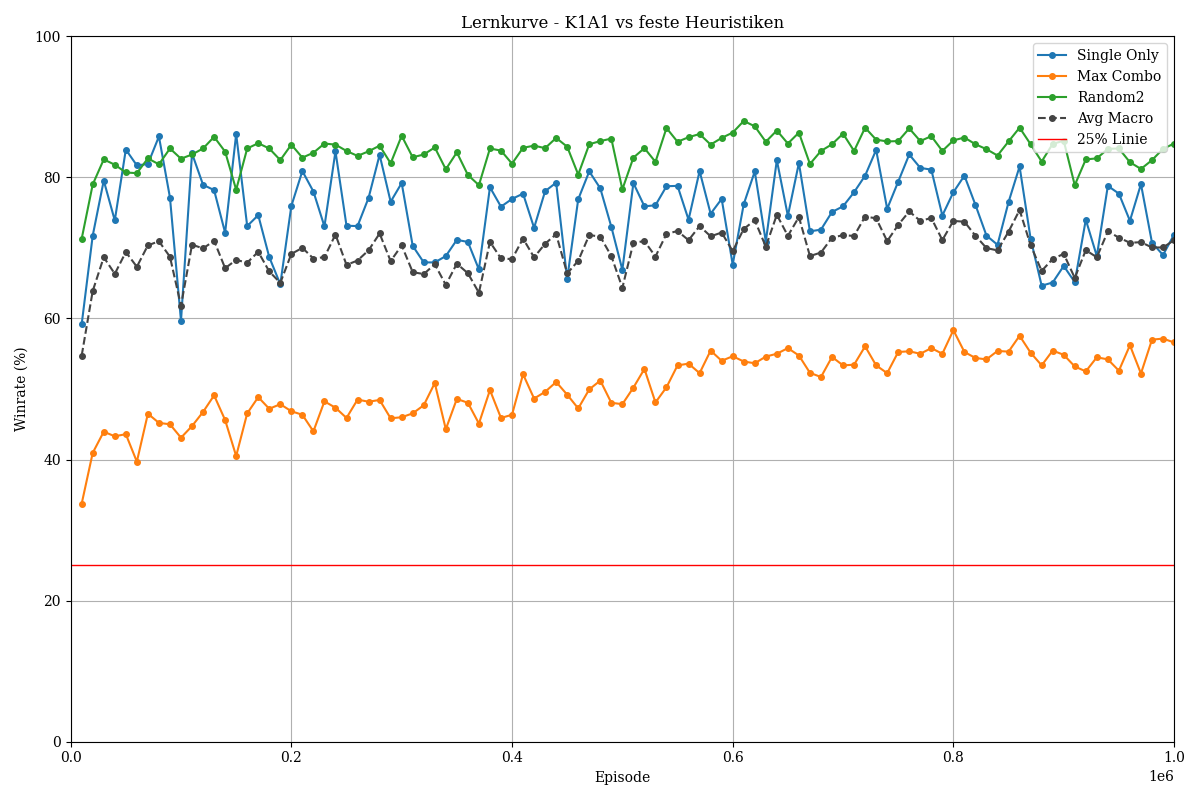 Lernkurve - K1A1 vs feste Heuristiken
100
80
60
40
20
0
Winrate (%)
Single Only
Max Combo
Random2
Avg Macro
25% Linie
0.0
0.2
0.4
0.6
0.8
1.0
1e6
Episode